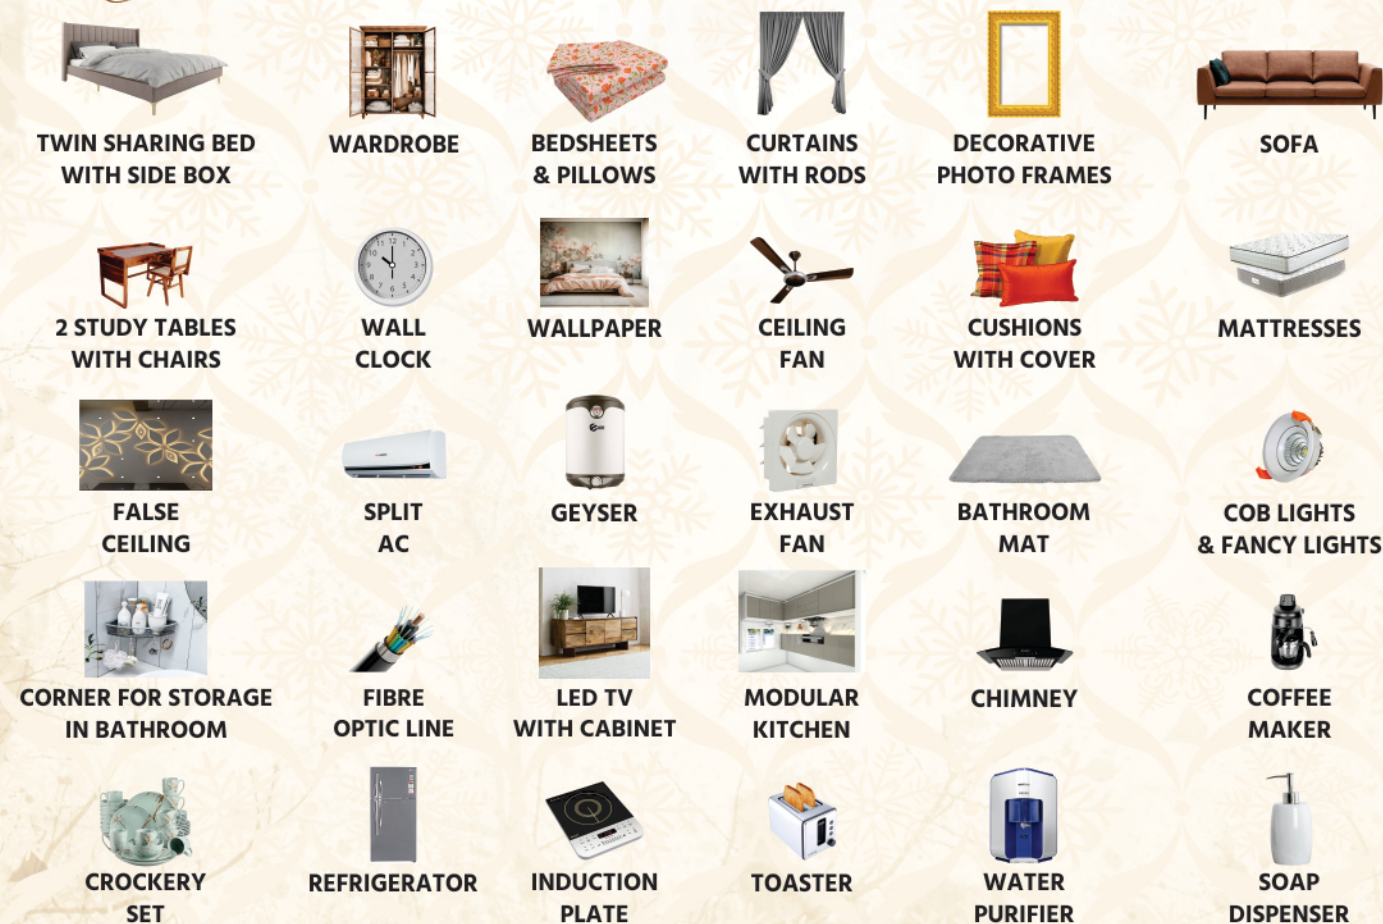 TWIN SHARING BED
WITH SIDE BOX
WARDROBE
BEDSHEETS
& PILLOWS
CURTAINS
WITH RODS
DECORATIVE
PHOTO FRAMES
SOFA
2 STUDY TABLES
WITH CHAIRS
WALL
CLOCK
WALLPAPER
CEILING
FAN
CUSHIONS
WITH COVER
MATTRESSES
FALSE
CEILING
SPLIT
AC
GEYSER
EXHAUST
FAN
BATHROOM
MAT
COB LIGHTS
& FANCY LIGHTS
CORNER FOR STORAGE
IN BATHROOM
FIBRE
OPTIC LINE
LED TV
WITH CABINET
MODULAR
KITCHEN
CHIMNEY
COFFEE
MAKER
CROCKERY
SET
REFRIGERATOR
INDUCTION
PLATE
TOASTER
WATER
PURIFIER
SOAP
DISPENSER